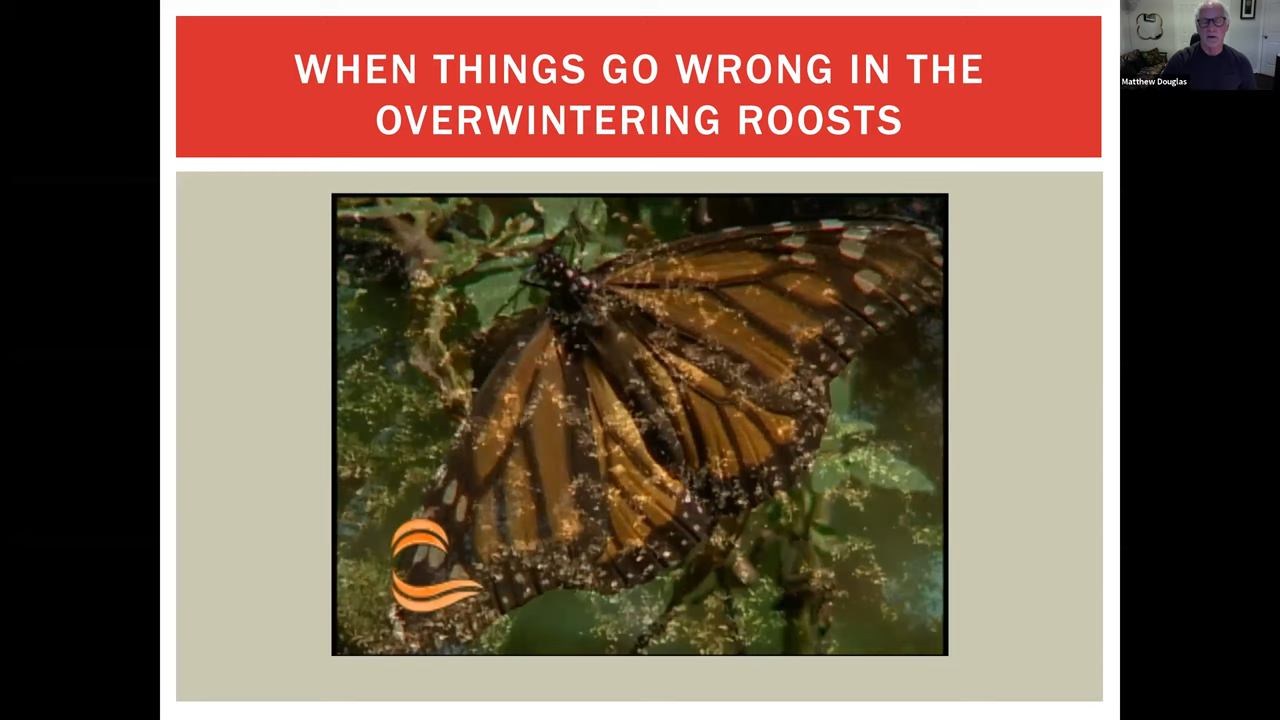 WHEN THINGS GO WRONG IN THE
OVERWINTERING ROOSTS
Matthew Douglas